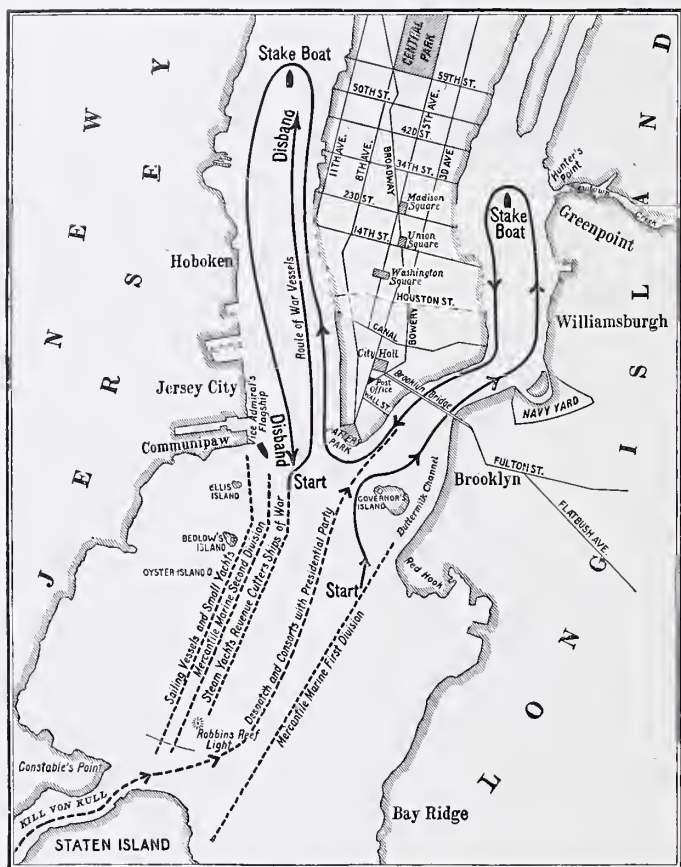 NEW JERSEY
LONG ISLAND
Stake Boat
Disband
CENTRAL PARK
59TH ST.
50TH ST.
42D ST.
5TH AVE.
11TH AVE.
8TH AVE.
BROADWAY
34TH ST.
3D AVE.
23D ST.
Madison
Square
14TH ST.
Union
Square
Washington
Square
HOUSTON ST.
BOWERY
CANAL
City Hall
Post
Office
WALL ST.
Brooklyn Bridge
Hunter's
Point
Creek
Greenpoint
Stake
Boat
Williamsburgh
NAVY YARD
Hoboken
Route of War Vessels
Jersey City
Vice Admiral's
Flagship
Communipaw
Disband
Start
PARK
FULTON ST.
Brooklyn
FLATBUSH AVE.
ELLIS
ISLAND
GOVERNOR'S
ISLAND
Buttermilk Channel
BEDLOW'S
ISLAND
OYSTER ISLAND
Red Hook
Start
Sailing Vessels and Small Yachts
Mercantile Marine Second Division
Steam Yachts Revenue Cutters Ships of War
Despatch and Consorts with Presidential Party
Mercantile Marine First Division
Robbins Reef
Light
Constable's Point
KILL VON KULL
STATEN ISLAND
Bay Ridge